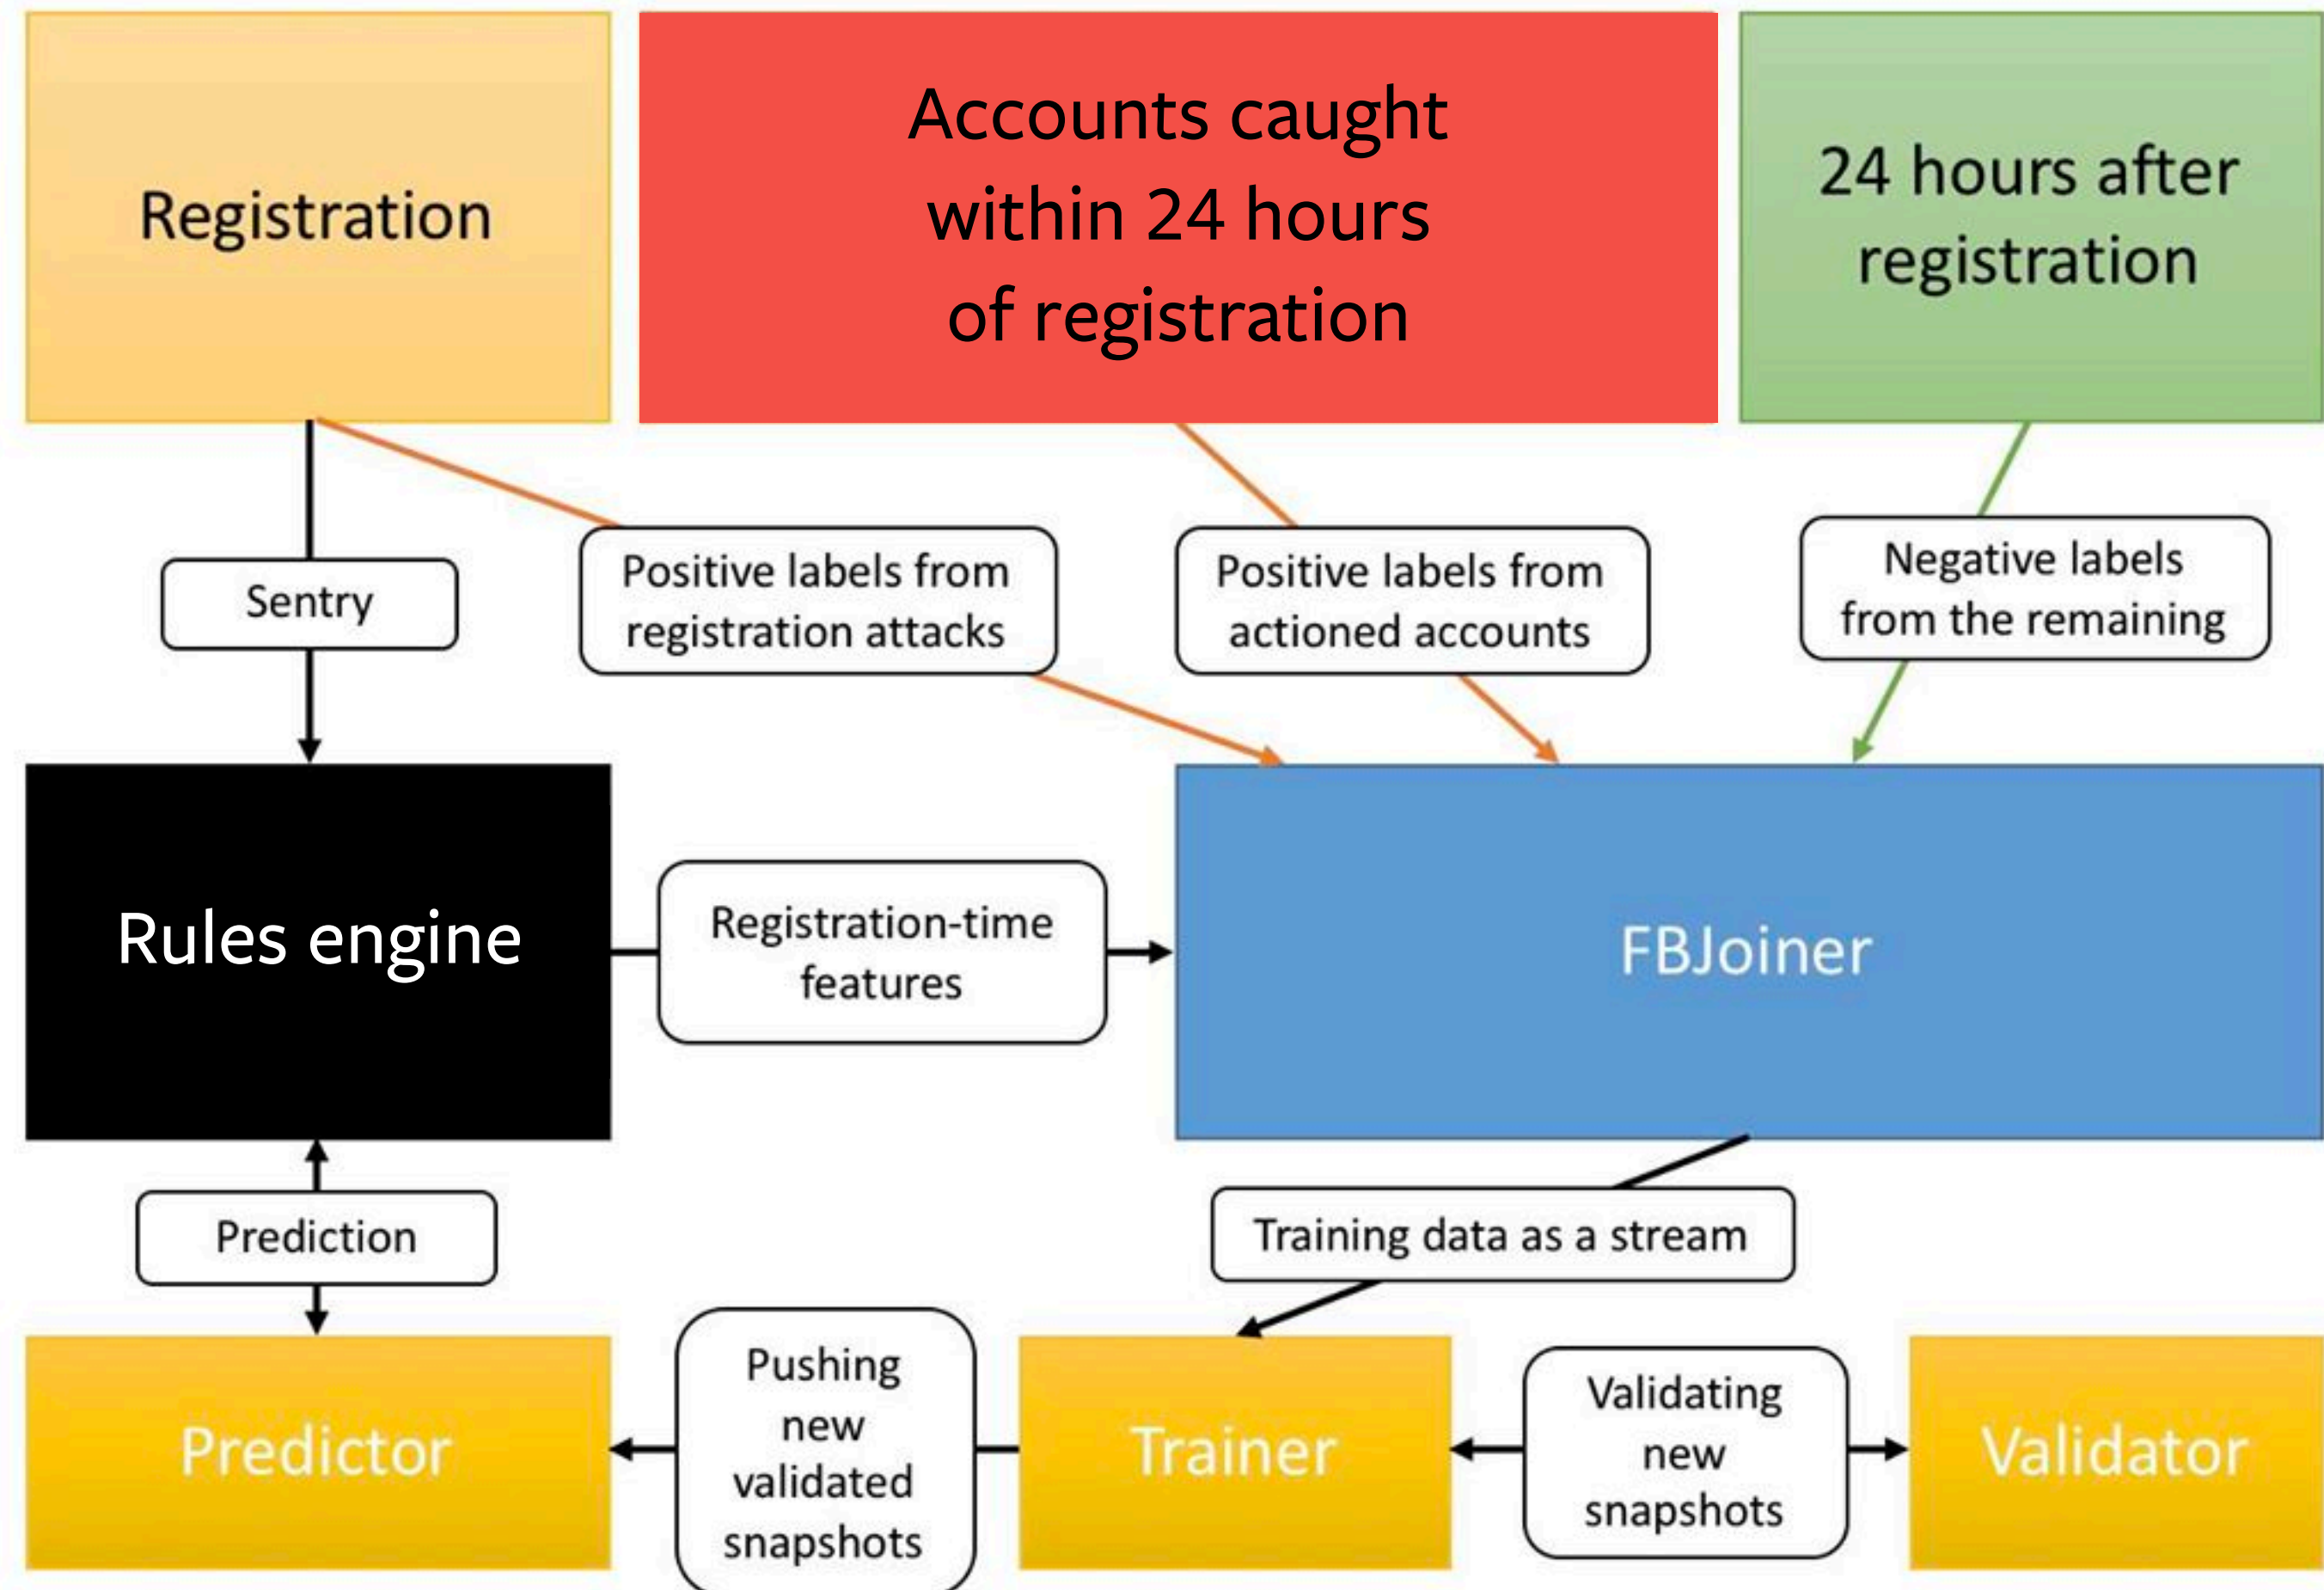 Registration
Accounts caught
within 24 hours
of registration
24 hours after
registration
Sentry
Positive labels from
registration attacks
Positive labels from
actioned accounts
Negative labels
from the remaining
Rules engine
Registration-time
features
FBJoiner
Prediction
Training data as a stream
Predictor
Pushing
new
validated
snapshots
Trainer
Validating
new
snapshots
Validator